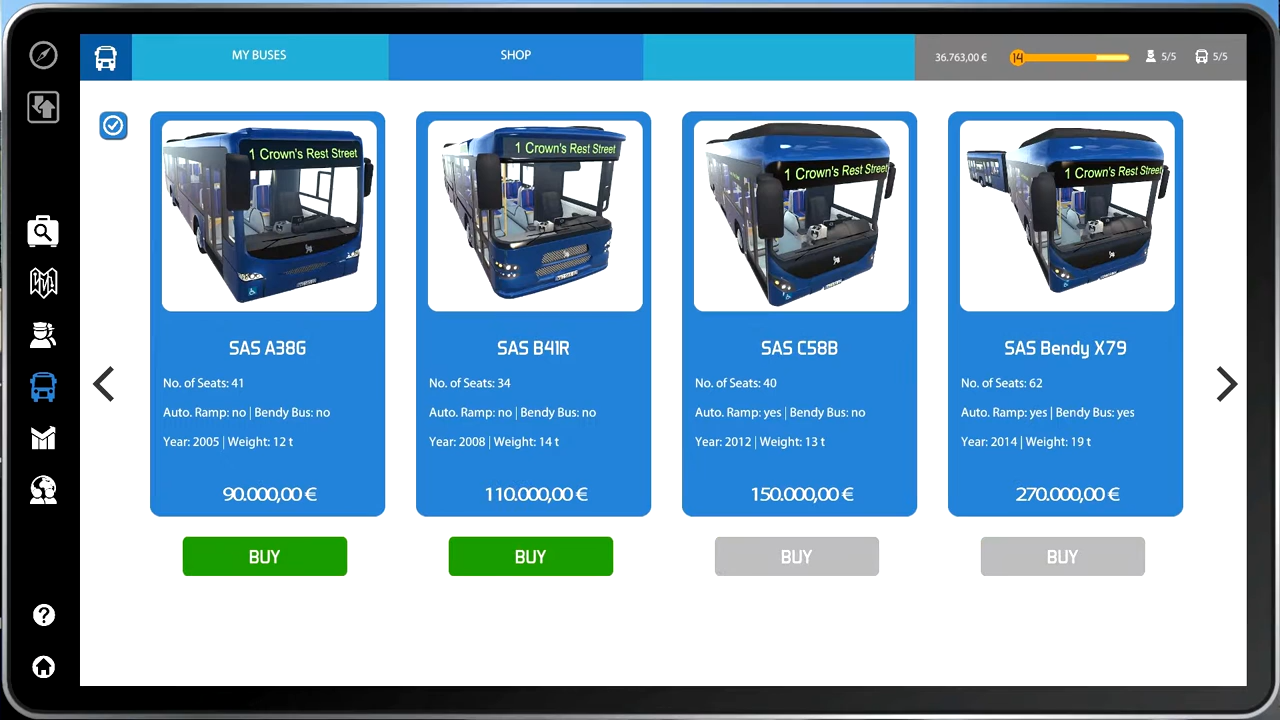 MY BUSES
SHOP
36.763,00 €
14
5/5
5/5
1 Crown's Rest Street
1 Crown's Rest Street
1 Crown's Rest Street
1 Crown's Rest Street
SAS A38G
No. of Seats: 41
Auto. Ramp: no | Bendy Bus: no
Year: 2005 | Weight: 12 t
90.000,00 €
BUY
SAS B41R
No. of Seats: 34
Auto. Ramp: no | Bendy Bus: no
Year: 2008 | Weight: 14 t
110.000,00 €
BUY
SAS C58B
No. of Seats: 40
Auto. Ramp: yes | Bendy Bus: no
Year: 2012 | Weight: 13 t
150.000,00 €
BUY
SAS Bendy X79
No. of Seats: 62
Auto. Ramp: yes | Bendy Bus: yes
Year: 2014 | Weight: 19 t
270.000,00 €
BUY
?